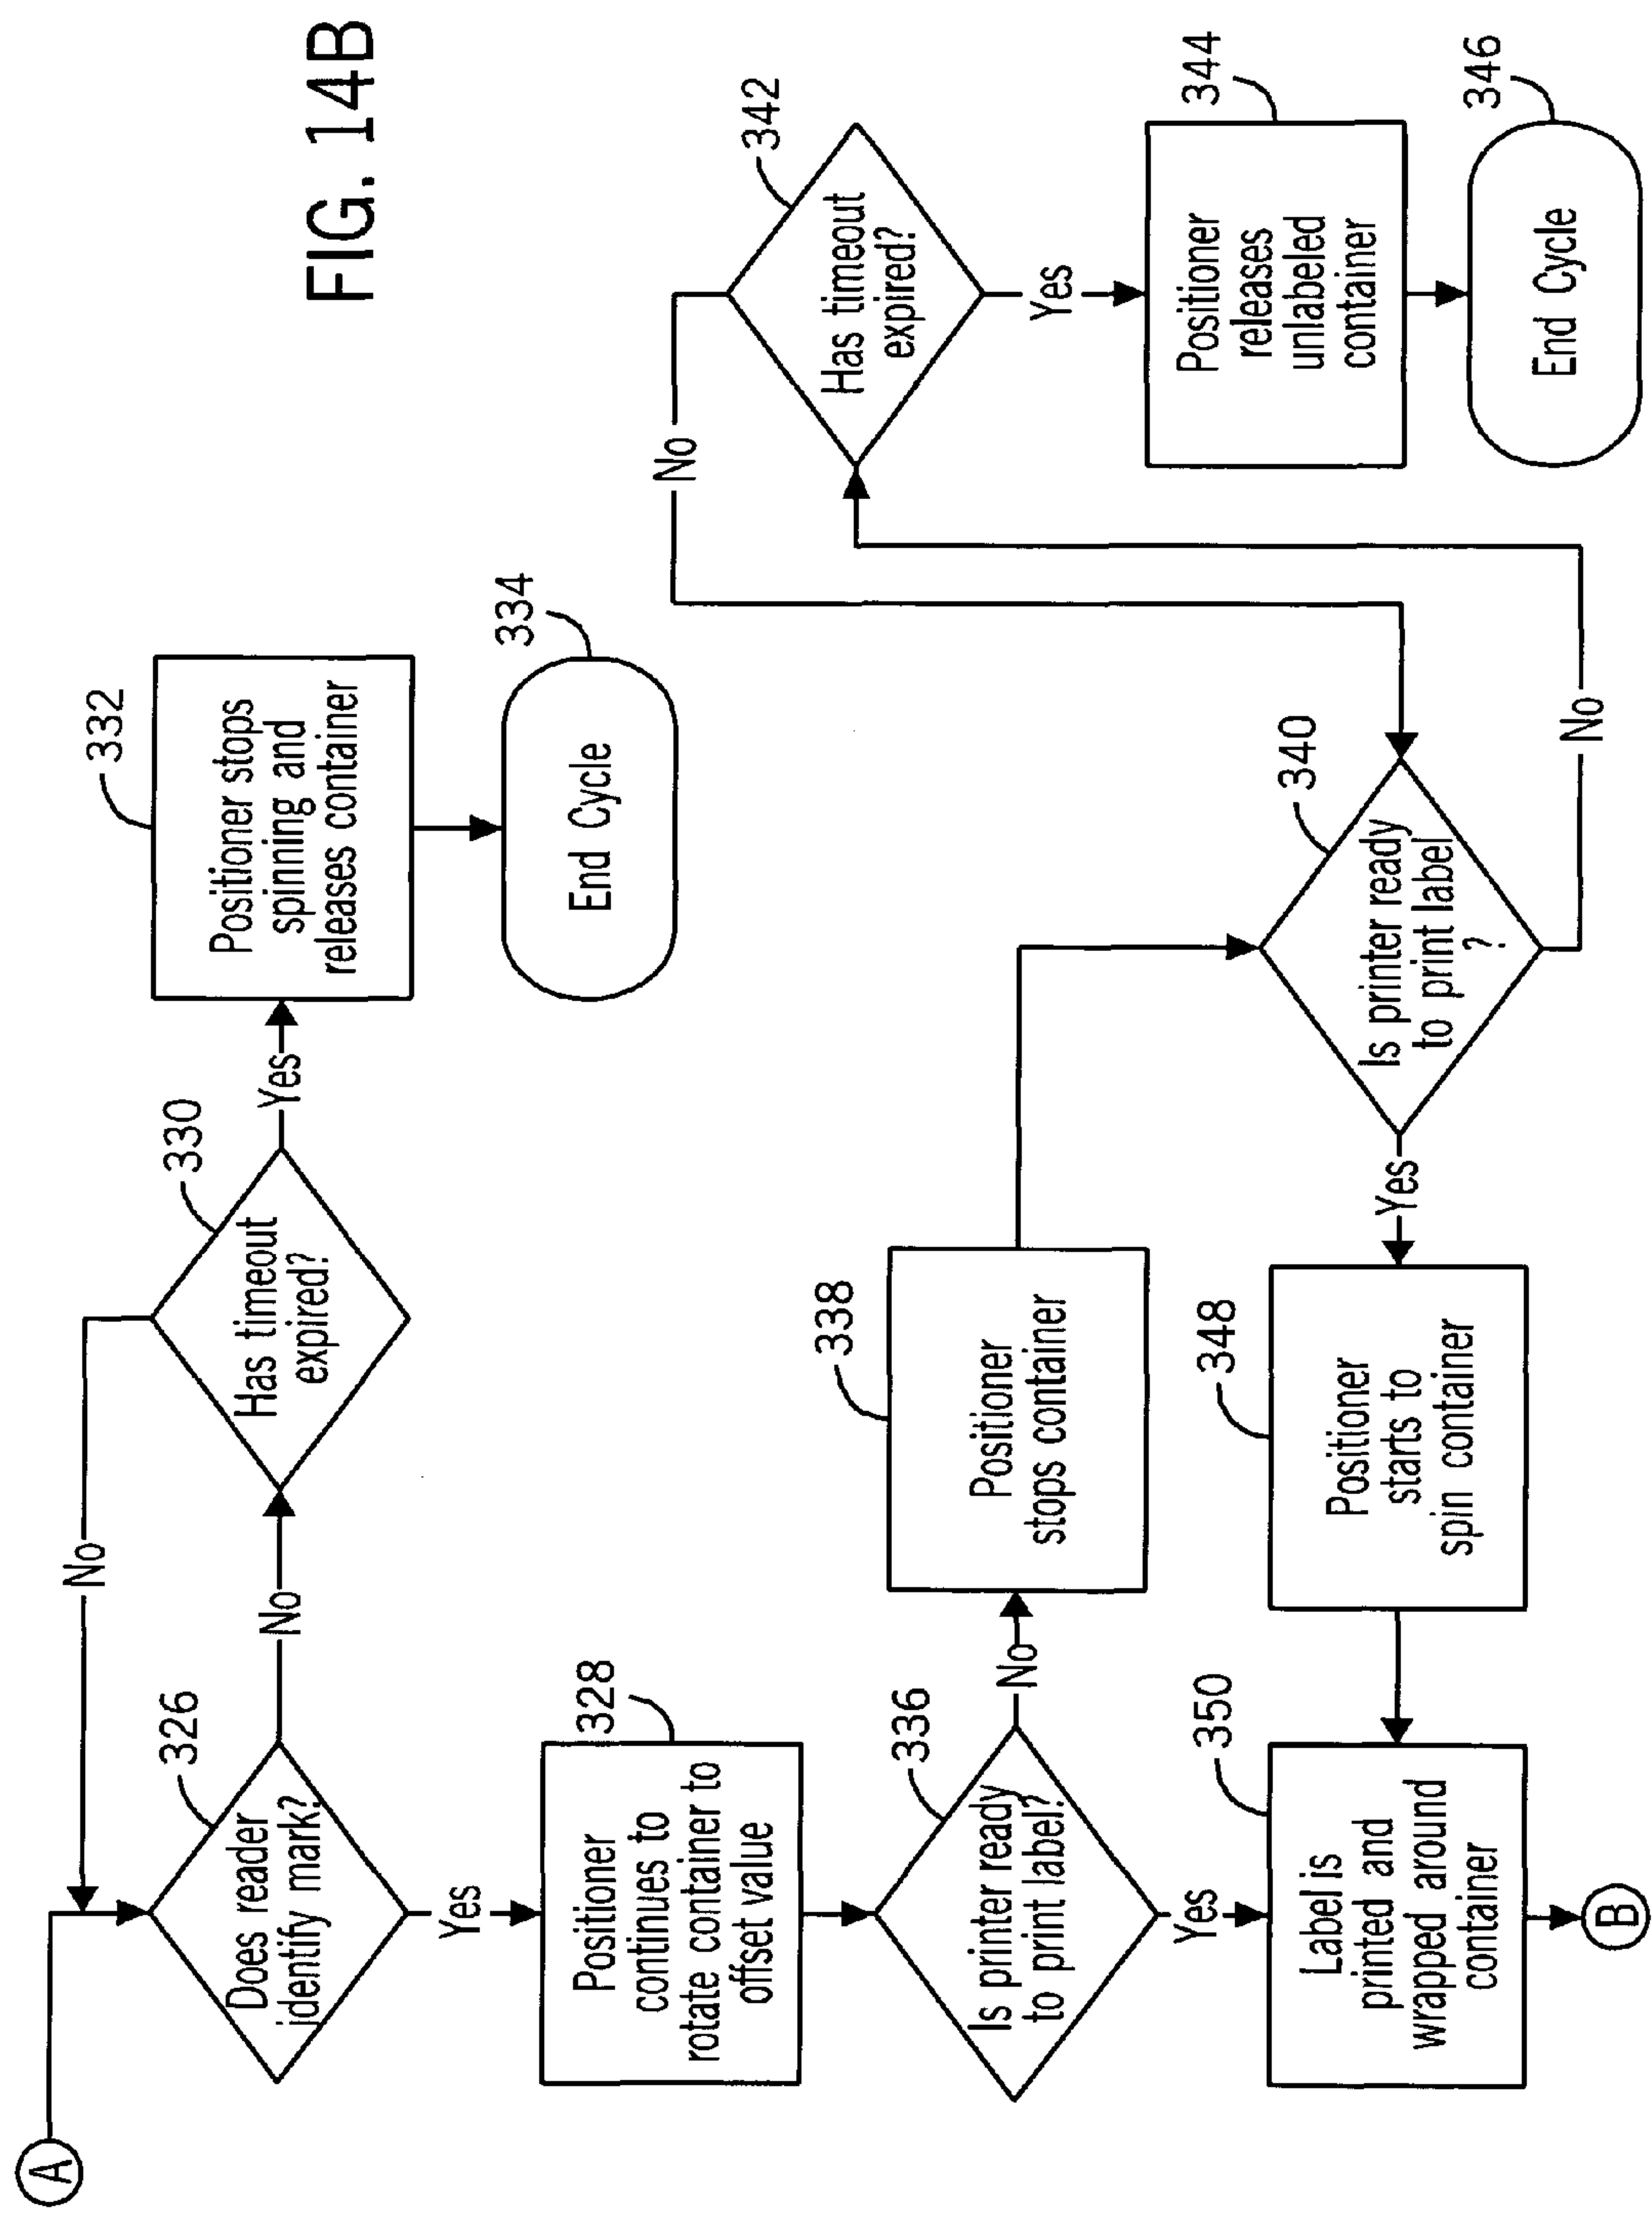 FIG. 14B
A
No
326
Does reader
identify mark?
No
330
Has timeout
expired?
Yes
332
Positioner stops
spinning and
releases container
334
End Cycle
Yes
328
Positioner
continues to
rotate container to
offset value
336
Is printer ready
to print label?
No
338
Positioner
stops container
Yes
350
Label is
printed and
wrapped around
container
B
348
Positioner
starts to
spin container
Yes
340
Is printer ready
to print label
?
No
No
342
Has timeout
expired?
Yes
344
Positioner
releases
unlabeled
container
346
End Cycle